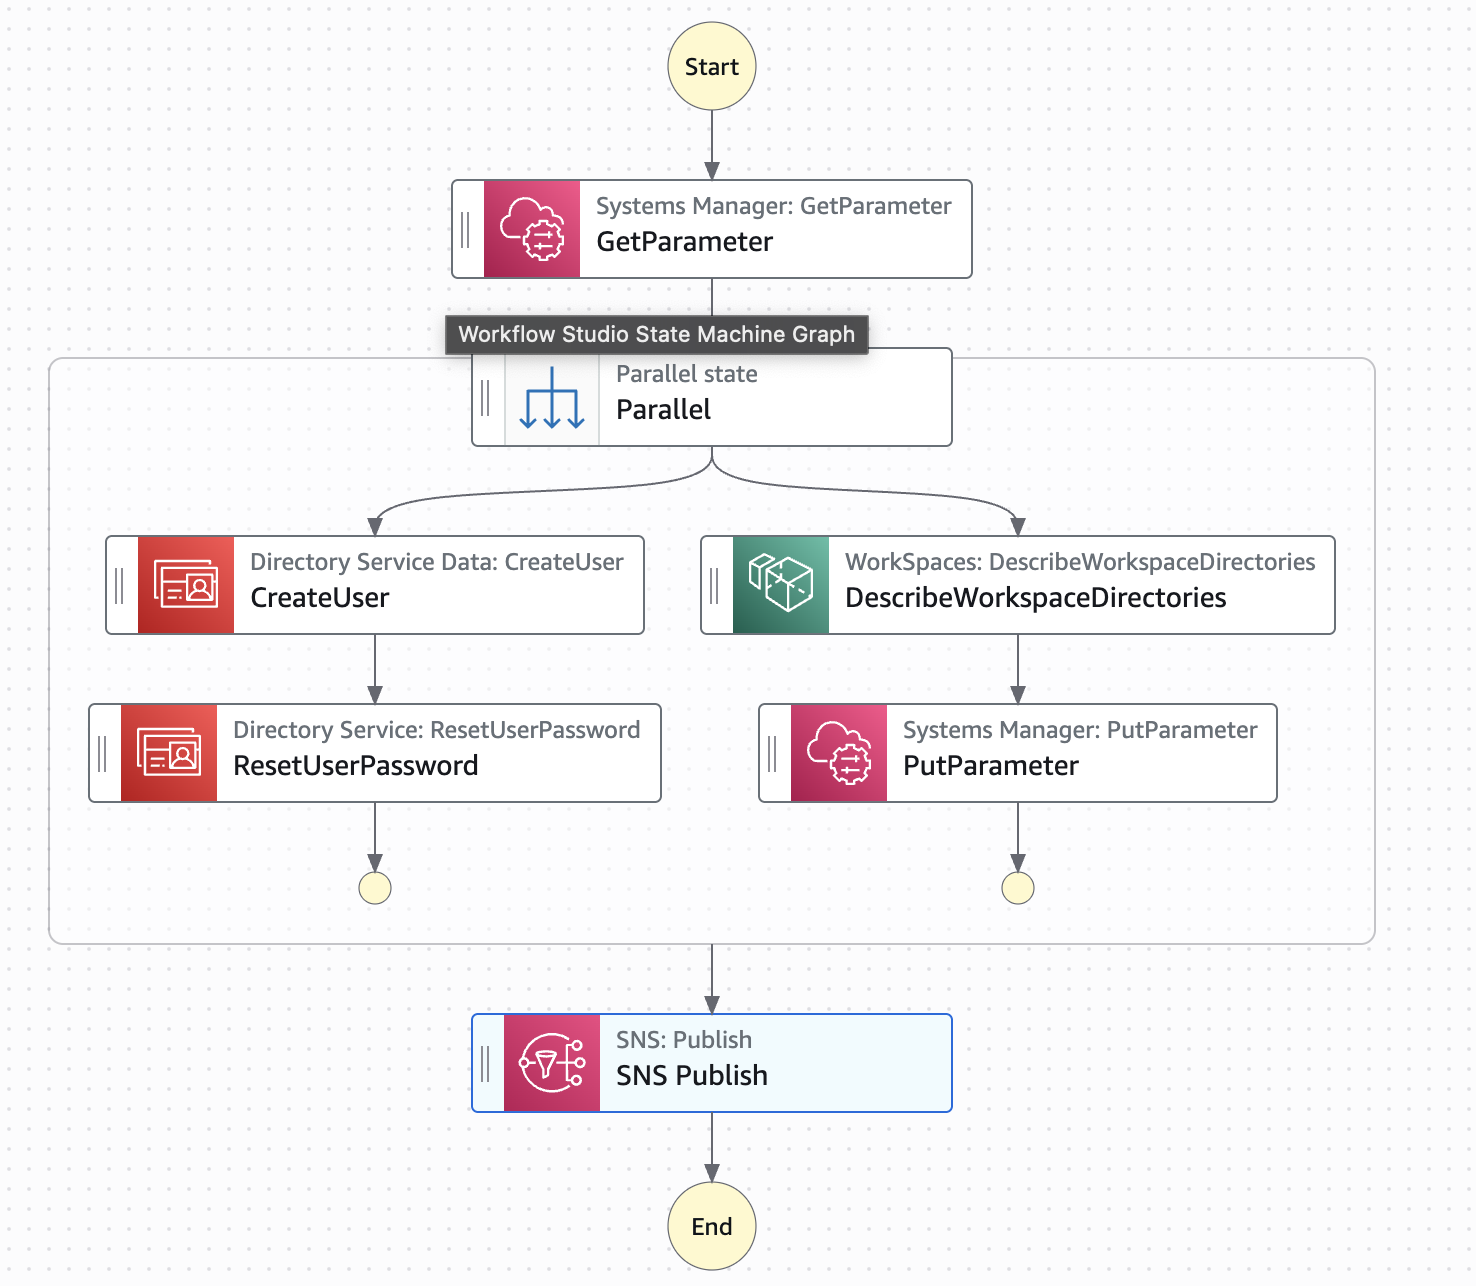 Start
Systems Manager: GetParameter
GetParameter
Workflow Studio State Machine Graph
Parallel state
Parallel
Directory Service Data: CreateUser
CreateUser
WorkSpaces: DescribeWorkspaceDirectories
DescribeWorkspaceDirectories
Directory Service: ResetUserPassword
ResetUserPassword
Systems Manager: PutParameter
PutParameter
SNS: Publish
SNS Publish
End